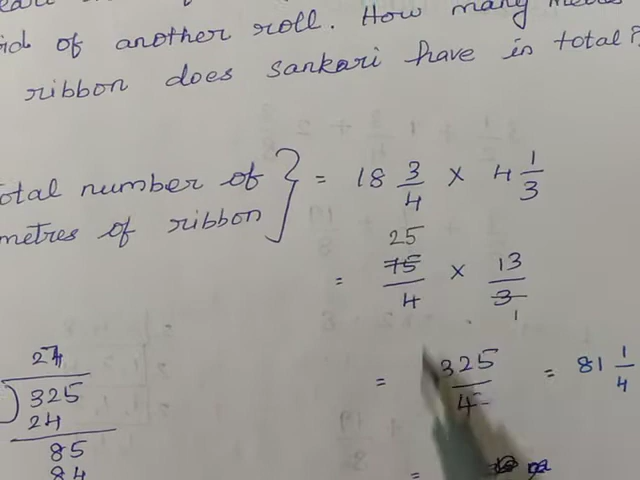 of another roll. How many
ribbon does Sankari have in total?
total number of metres of ribbon } = 18 3/4 × 4 1/3
= 75/4 × 13/3
25
1
= 325/4 = 81 1/4
24
325
24
85
84
=